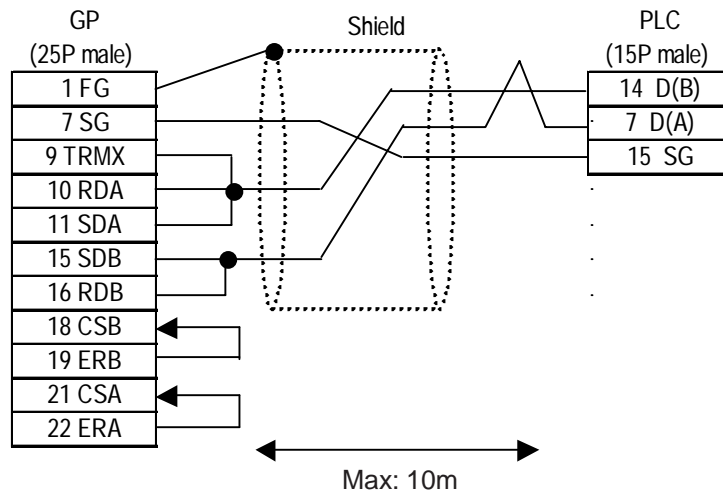 GP
(25P male)
1 FG
7 SG
9 TRMX
10 RDA
11 SDA
15 SDB
16 RDB
18 CSB
19 ERB
21 CSA
22 ERA
Shield
PLC
(15P male)
14 D(B)
7 D(A)
15 SG
Max: 10m